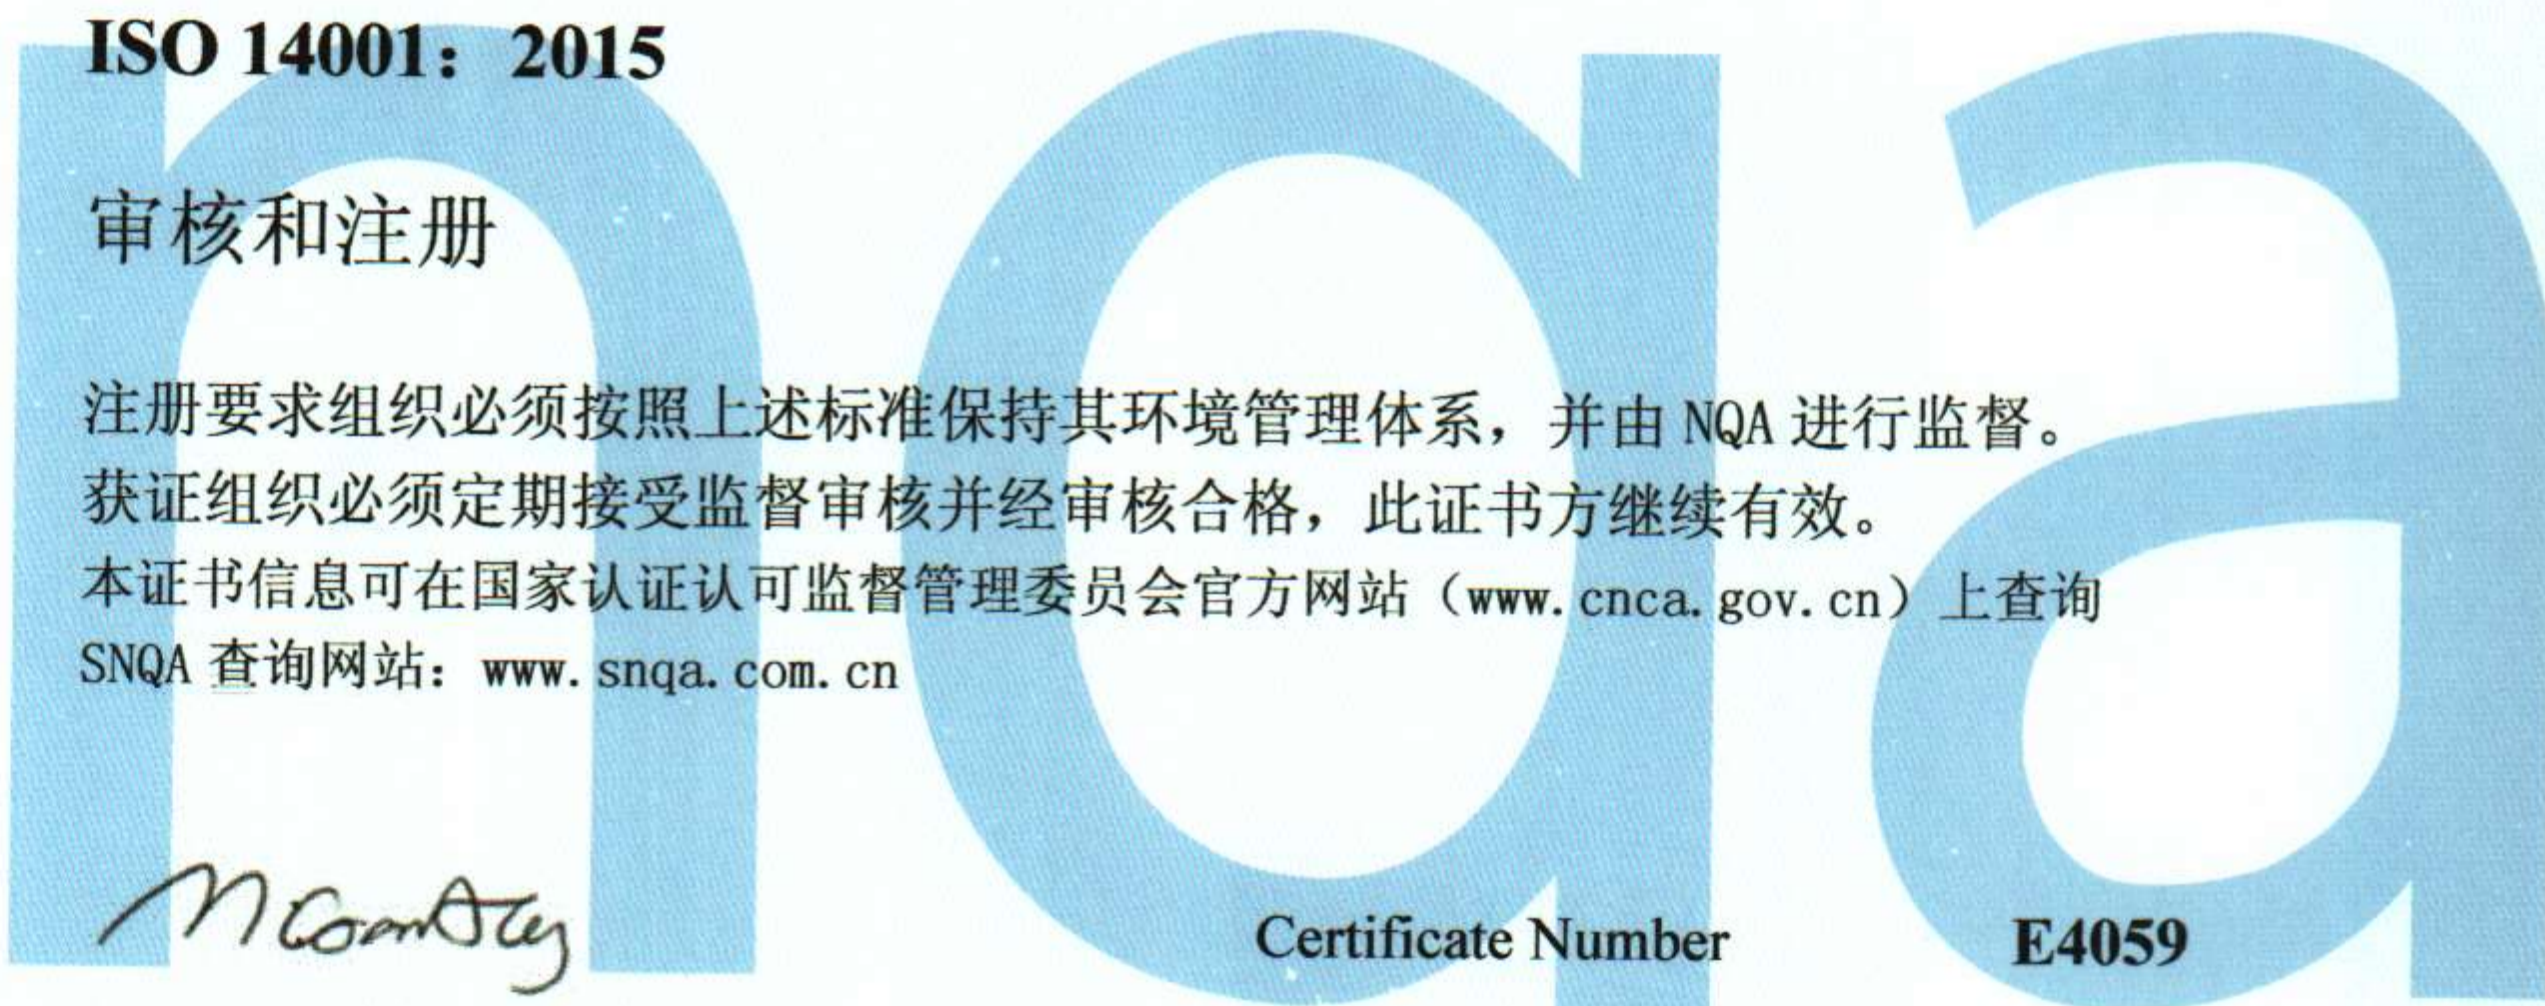 ISO 14001：2015
审核和注册
注册要求组织必须按照上述标准保持其环境管理体系，并由 NQA 进行监督。
获证组织必须定期接受监督审核并经审核合格，此证书方继续有效。
本证书信息可在国家认证认可监督管理委员会官方网站（www.cnca.gov.cn）上查询
SNQA 查询网站：www.snqa.com.cn
Certificate Number E4059
nqa